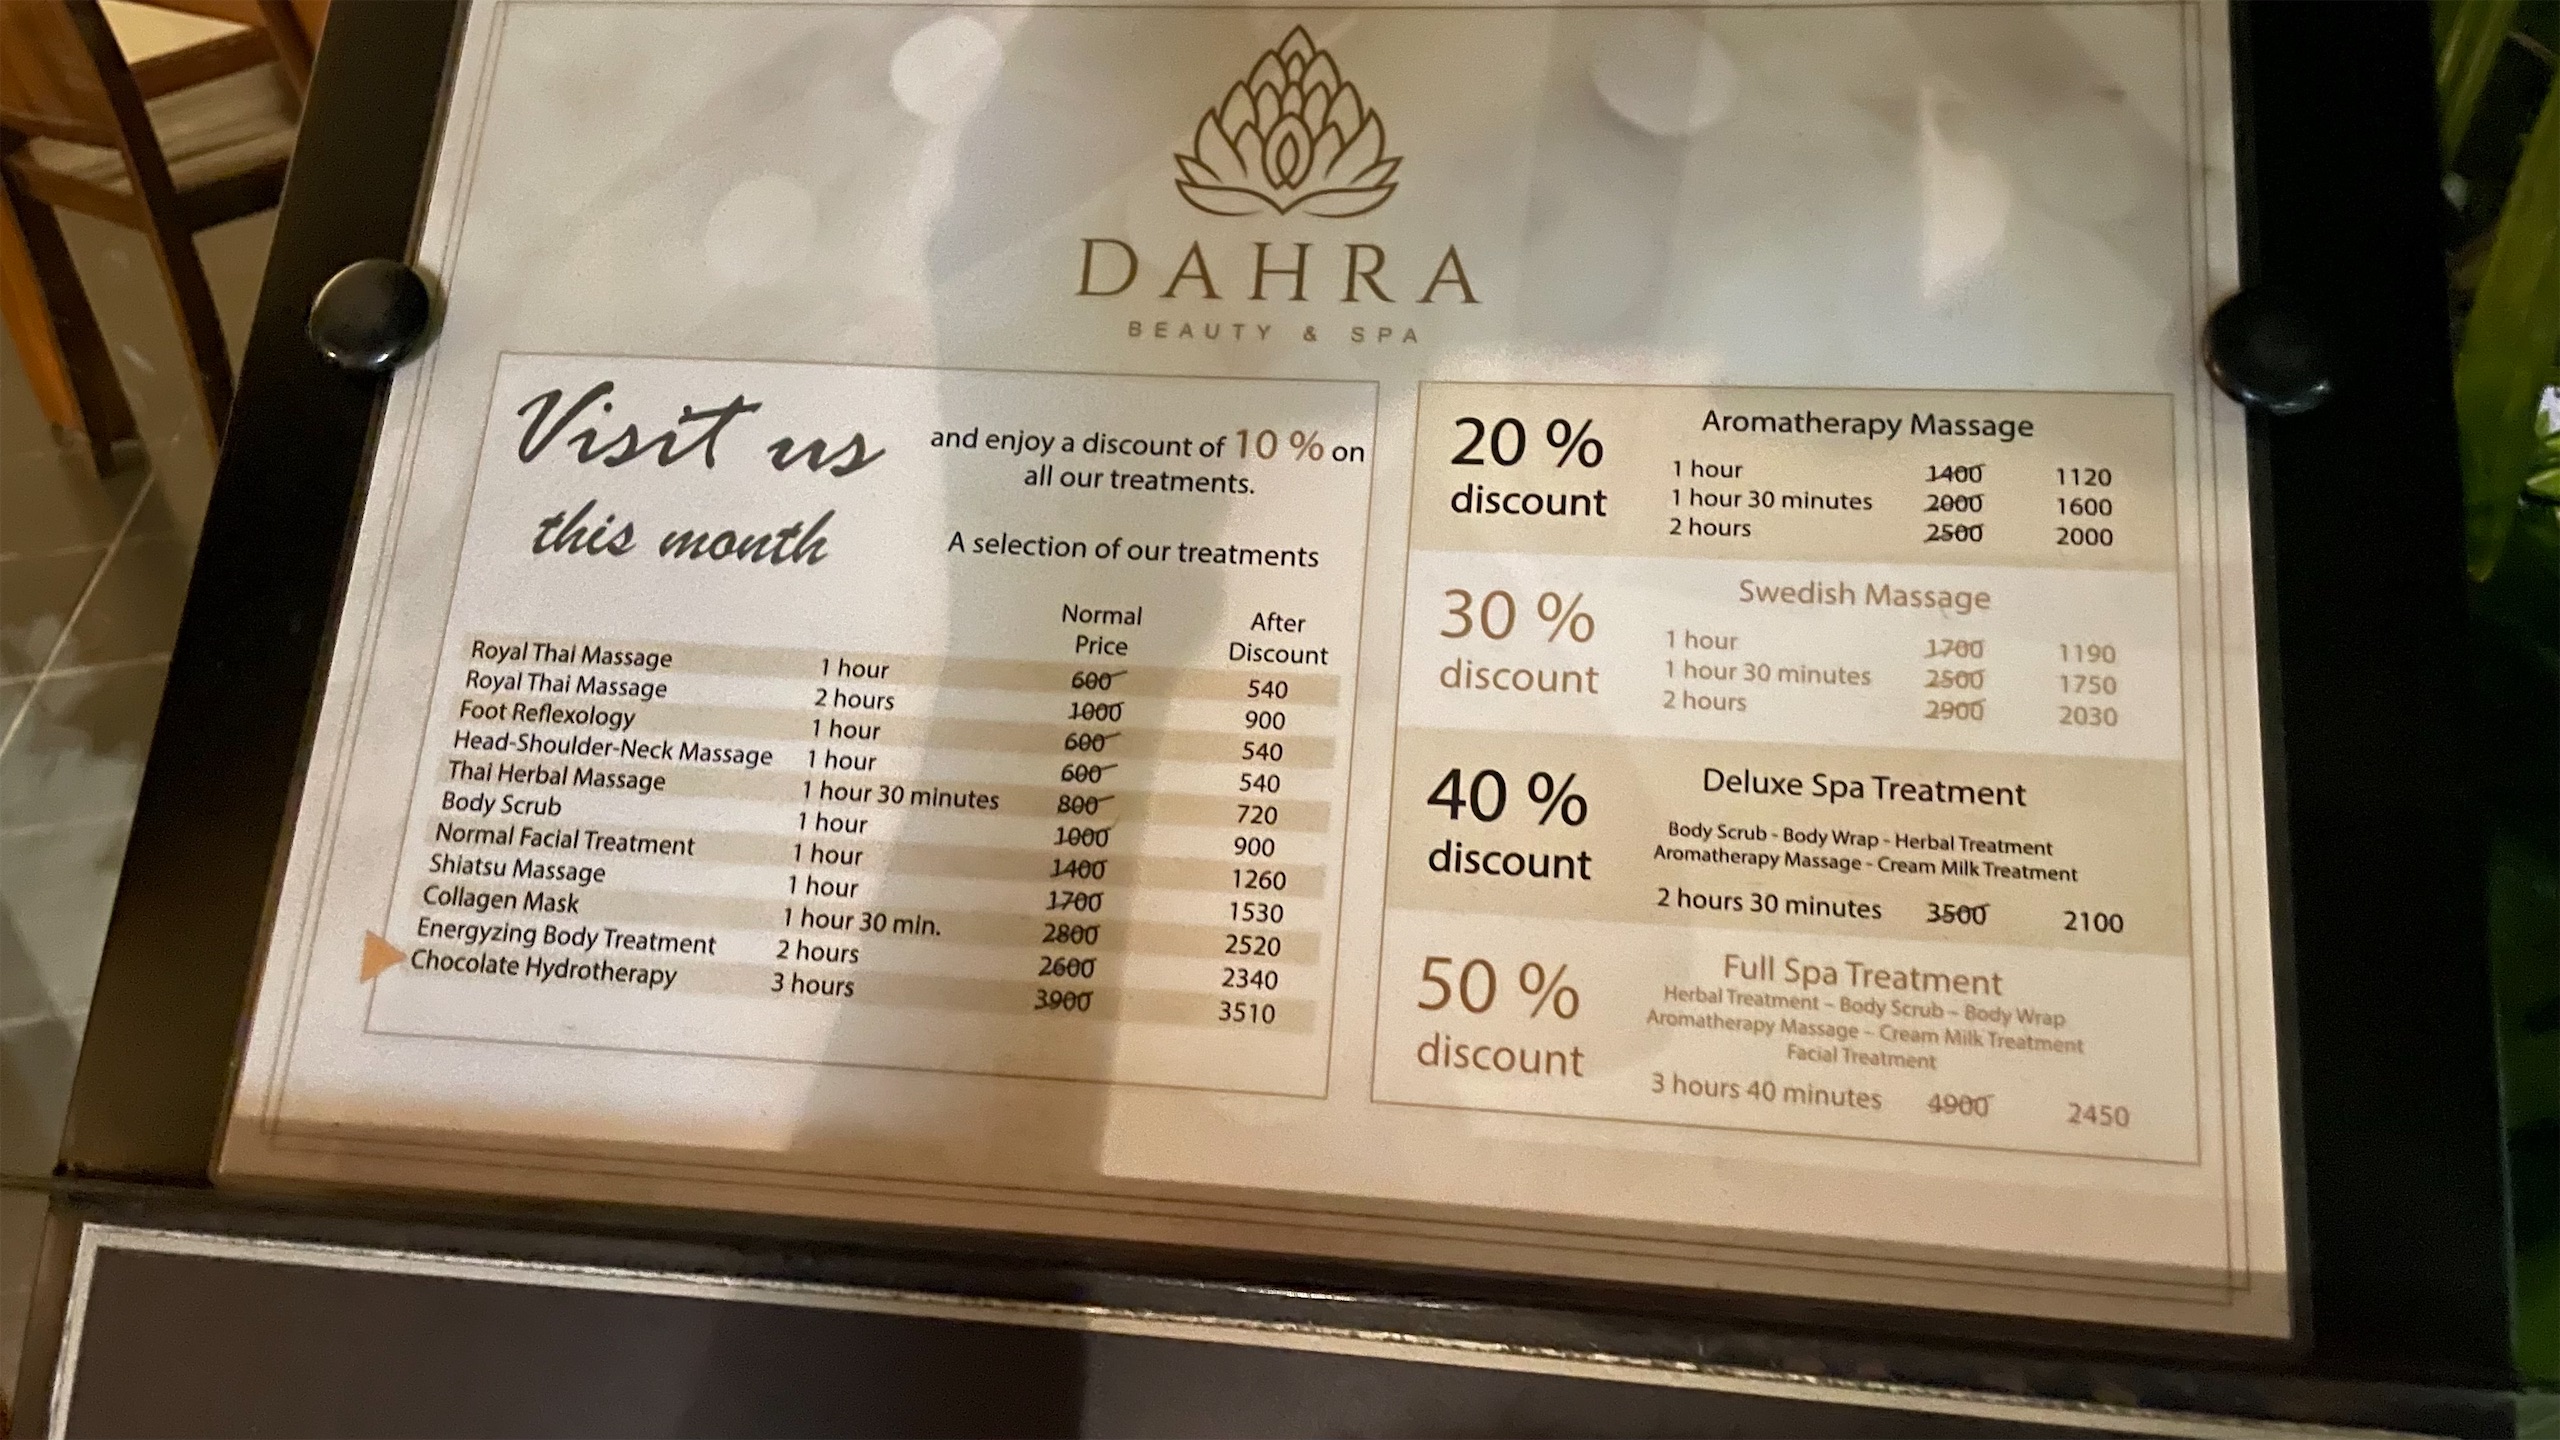 DAHRA
BEAUTY & SPA
Visit us
this month
and enjoy a discount of 10 % on
all our treatments.
A selection of our treatments
Normal Price After Discount
Royal Thai Massage 1 hour 600 540
Royal Thai Massage 2 hours 1000 900
Foot Reflexology 1 hour 600 540
Head-Shoulder-Neck Massage 1 hour 600 540
Thai Herbal Massage 1 hour 30 minutes 800 720
Body Scrub 1 hour 1000 900
Normal Facial Treatment 1 hour 1400 1260
Shiatsu Massage 1 hour 1700 1530
Collagen Mask 1 hour 30 min. 2800 2520
Energyzing Body Treatment 2 hours 2600 2340
Chocolate Hydrotherapy 3 hours 3900 3510
20 %
discount
Aromatherapy Massage
1 hour 1400 1120
1 hour 30 minutes 2000 1600
2 hours 2500 2000
30 %
discount
Swedish Massage
1 hour 1700 1190
1 hour 30 minutes 2500 1750
2 hours 2900 2030
40 %
discount
Deluxe Spa Treatment
Body Scrub - Body Wrap - Herbal Treatment
Aromatherapy Massage - Cream Milk Treatment
2 hours 30 minutes 3500 2100
50 %
discount
Full Spa Treatment
Herbal Treatment – Body Scrub – Body Wrap
Aromatherapy Massage – Cream Milk Treatment
Facial Treatment
3 hours 40 minutes 4900 2450